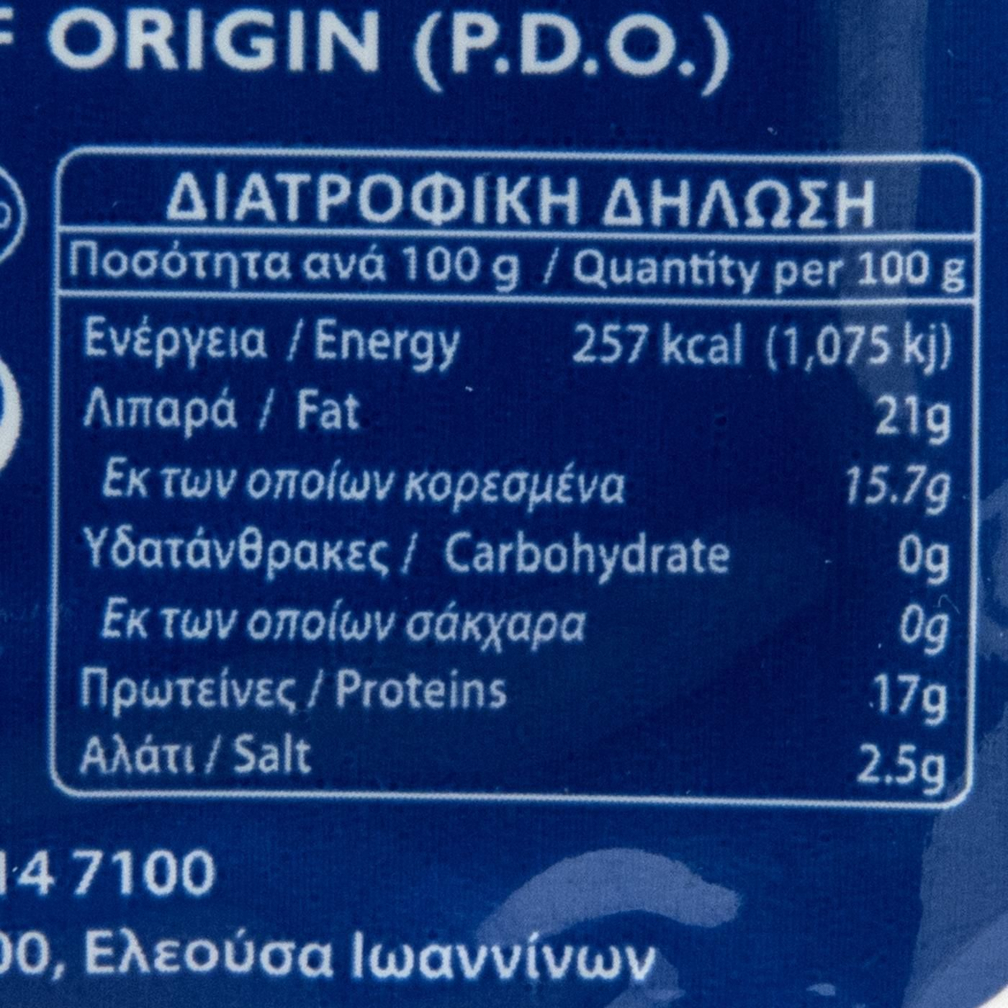 ORIGIN (P.D.O.)
ΔΙΑΤΡΟΦΙΚΗ ΔΗΛΩΣΗ
Ποσότητα ανά 100 g / Quantity per 100 g
Ενέργεια / Energy 257 kcal (1,075 kj)
Λιπαρά / Fat 21g
Εκ των οποίων κορεσμένα 15.7g
Υδατάνθρακες / Carbohydrate 0g
Εκ των οποίων σάκχαρα 0g
Πρωτείνες / Proteins 17g
Αλάτι / Salt 2.5g
14 7100
00, Ελεούσα Ιωαννίνων